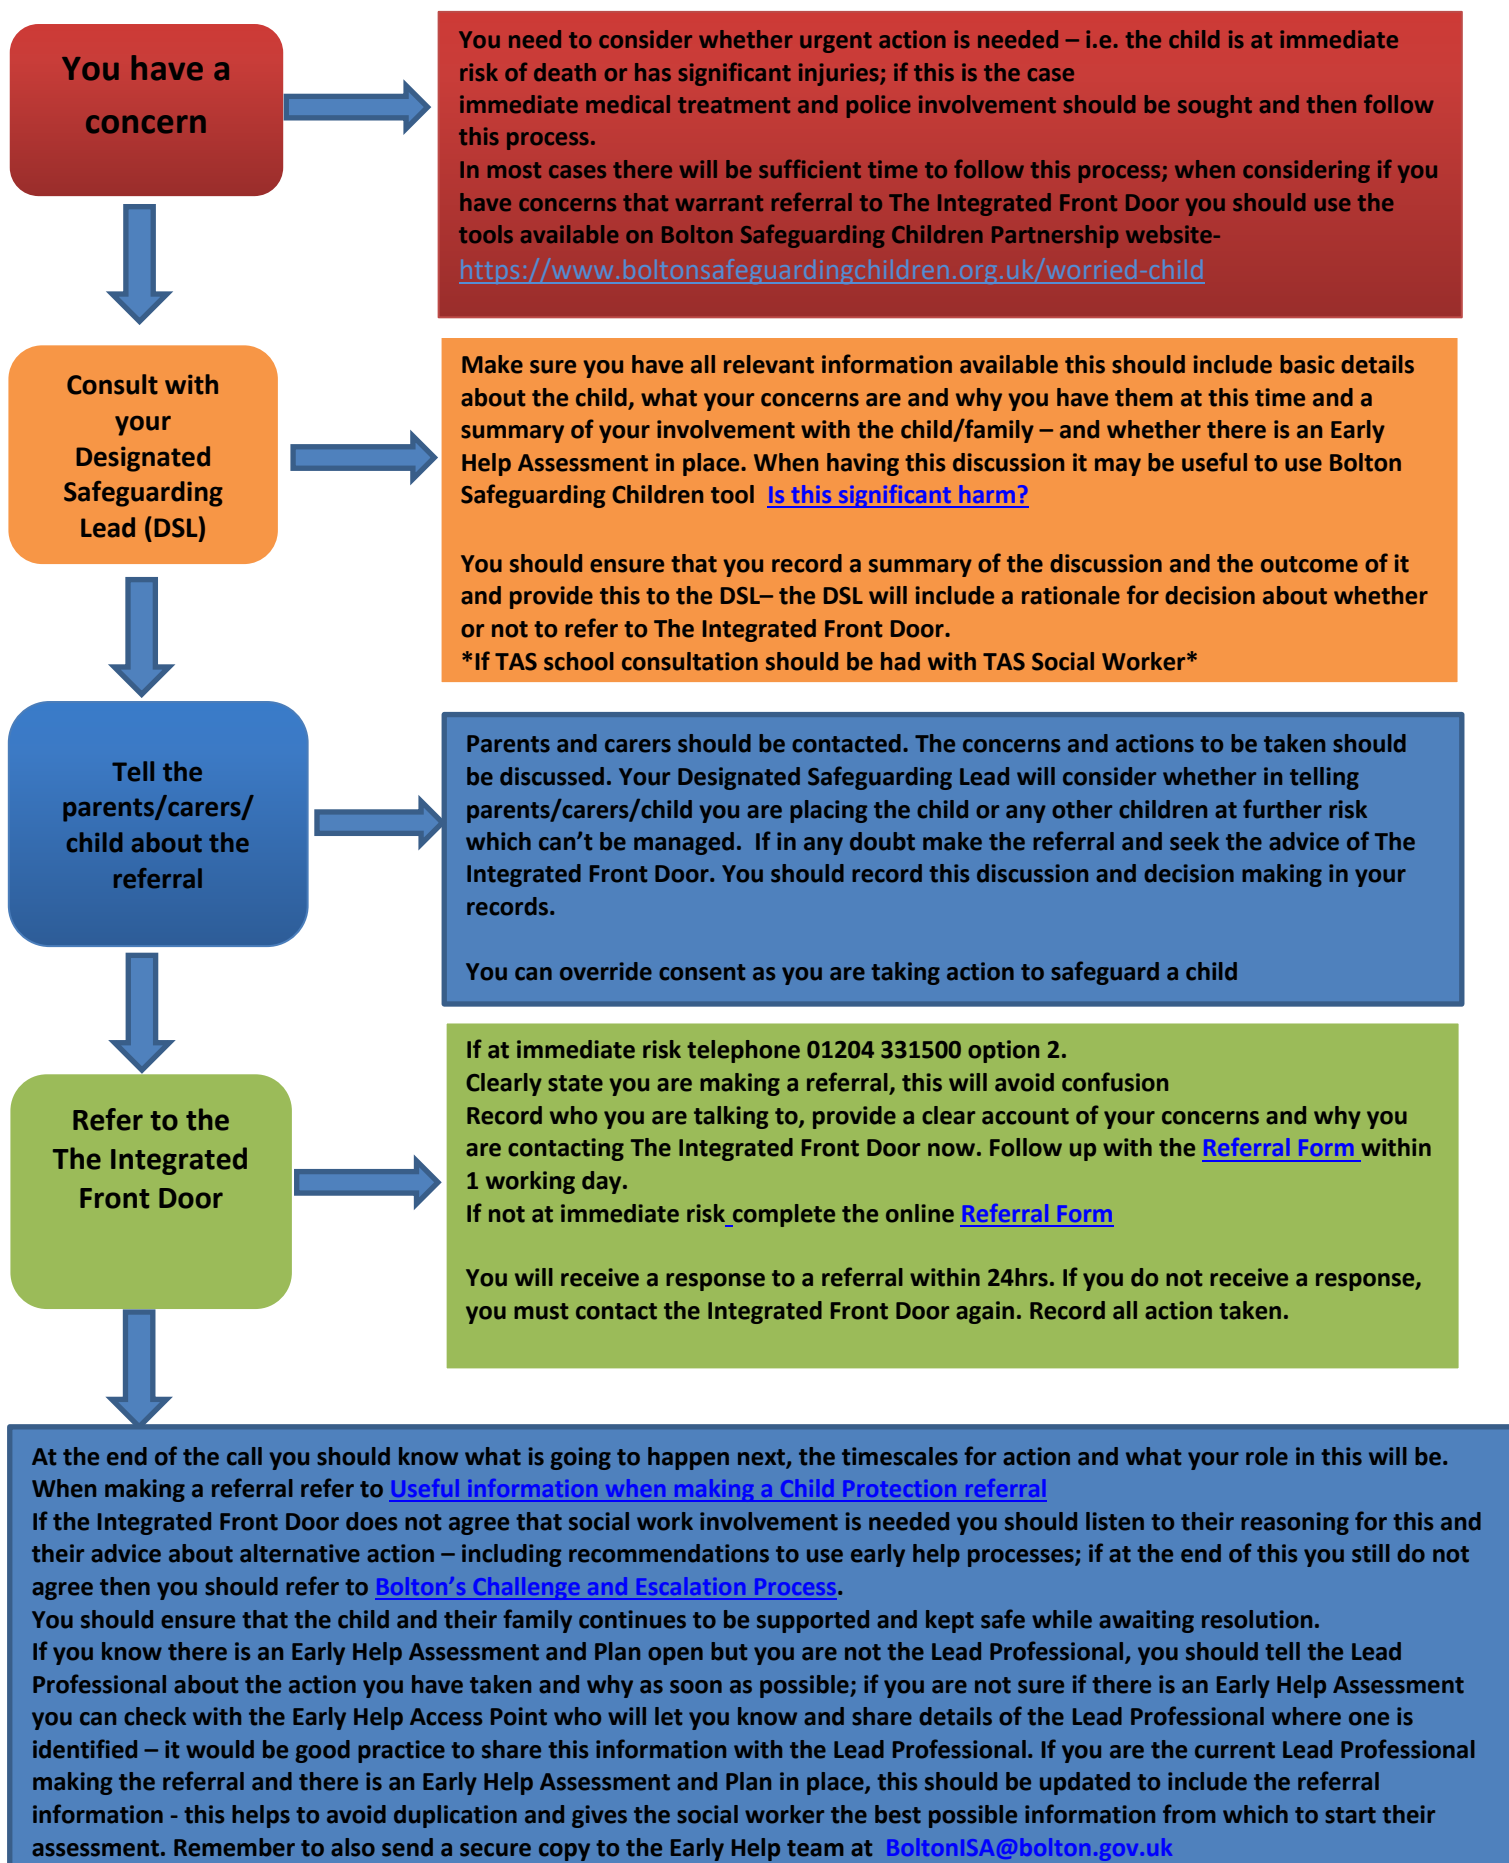 You have a
concern
You need to consider whether urgent action is needed – i.e. the child is at immediate
risk of death or has significant injuries; if this is the case
immediate medical treatment and police involvement should be sought and then follow
this process.
In most cases there will be sufficient time to follow this process; when considering if you
have concerns that warrant referral to The Integrated Front Door you should use the
tools available on Bolton Safeguarding Children Partnership website-
https://www.boltonsafeguardingchildren.org.uk/worried-child
Consult with
your
Designated
Safeguarding
Lead (DSL)
Make sure you have all relevant information available this should include basic details
about the child, what your concerns are and why you have them at this time and a
summary of your involvement with the child/family – and whether there is an Early
Help Assessment in place. When having this discussion it may be useful to use Bolton
Safeguarding Children tool  Is this significant harm?
You should ensure that you record a summary of the discussion and the outcome of it
and provide this to the DSL– the DSL will include a rationale for decision about whether
or not to refer to The Integrated Front Door.
*If TAS school consultation should be had with TAS Social Worker*
Tell the
parents/carers/
child about the
referral
Parents and carers should be contacted. The concerns and actions to be taken should
be discussed. Your Designated Safeguarding Lead will consider whether in telling
parents/carers/child you are placing the child or any other children at further risk
which can’t be managed.  If in any doubt make the referral and seek the advice of The
Integrated Front Door. You should record this discussion and decision making in your
records.
You can override consent as you are taking action to safeguard a child
Refer to the
The Integrated
Front Door
If at immediate risk telephone 01204 331500 option 2.
Clearly state you are making a referral, this will avoid confusion
Record who you are talking to, provide a clear account of your concerns and why you
are contacting The Integrated Front Door now. Follow up with the Referral Form within
1 working day.
If not at immediate risk complete the online Referral Form
You will receive a response to a referral within 24hrs. If you do not receive a response,
you must contact the Integrated Front Door again. Record all action taken.
At the end of the call you should know what is going to happen next, the timescales for action and what your role in this will be.
When making a referral refer to Useful information when making a Child Protection referral
If the Integrated Front Door does not agree that social work involvement is needed you should listen to their reasoning for this and
their advice about alternative action – including recommendations to use early help processes; if at the end of this you still do not
agree then you should refer to Bolton’s Challenge and Escalation Process.
You should ensure that the child and their family continues to be supported and kept safe while awaiting resolution.
If you know there is an Early Help Assessment and Plan open but you are not the Lead Professional, you should tell the Lead
Professional about the action you have taken and why as soon as possible; if you are not sure if there is an Early Help Assessment
you can check with the Early Help Access Point who will let you know and share details of the Lead Professional where one is
identified – it would be good practice to share this information with the Lead Professional. If you are the current Lead Professional
making the referral and there is an Early Help Assessment and Plan in place, this should be updated to include the referral
information - this helps to avoid duplication and gives the social worker the best possible information from which to start their
assessment. Remember to also send a secure copy to the Early Help team at  BoltonISA@bolton.gov.uk